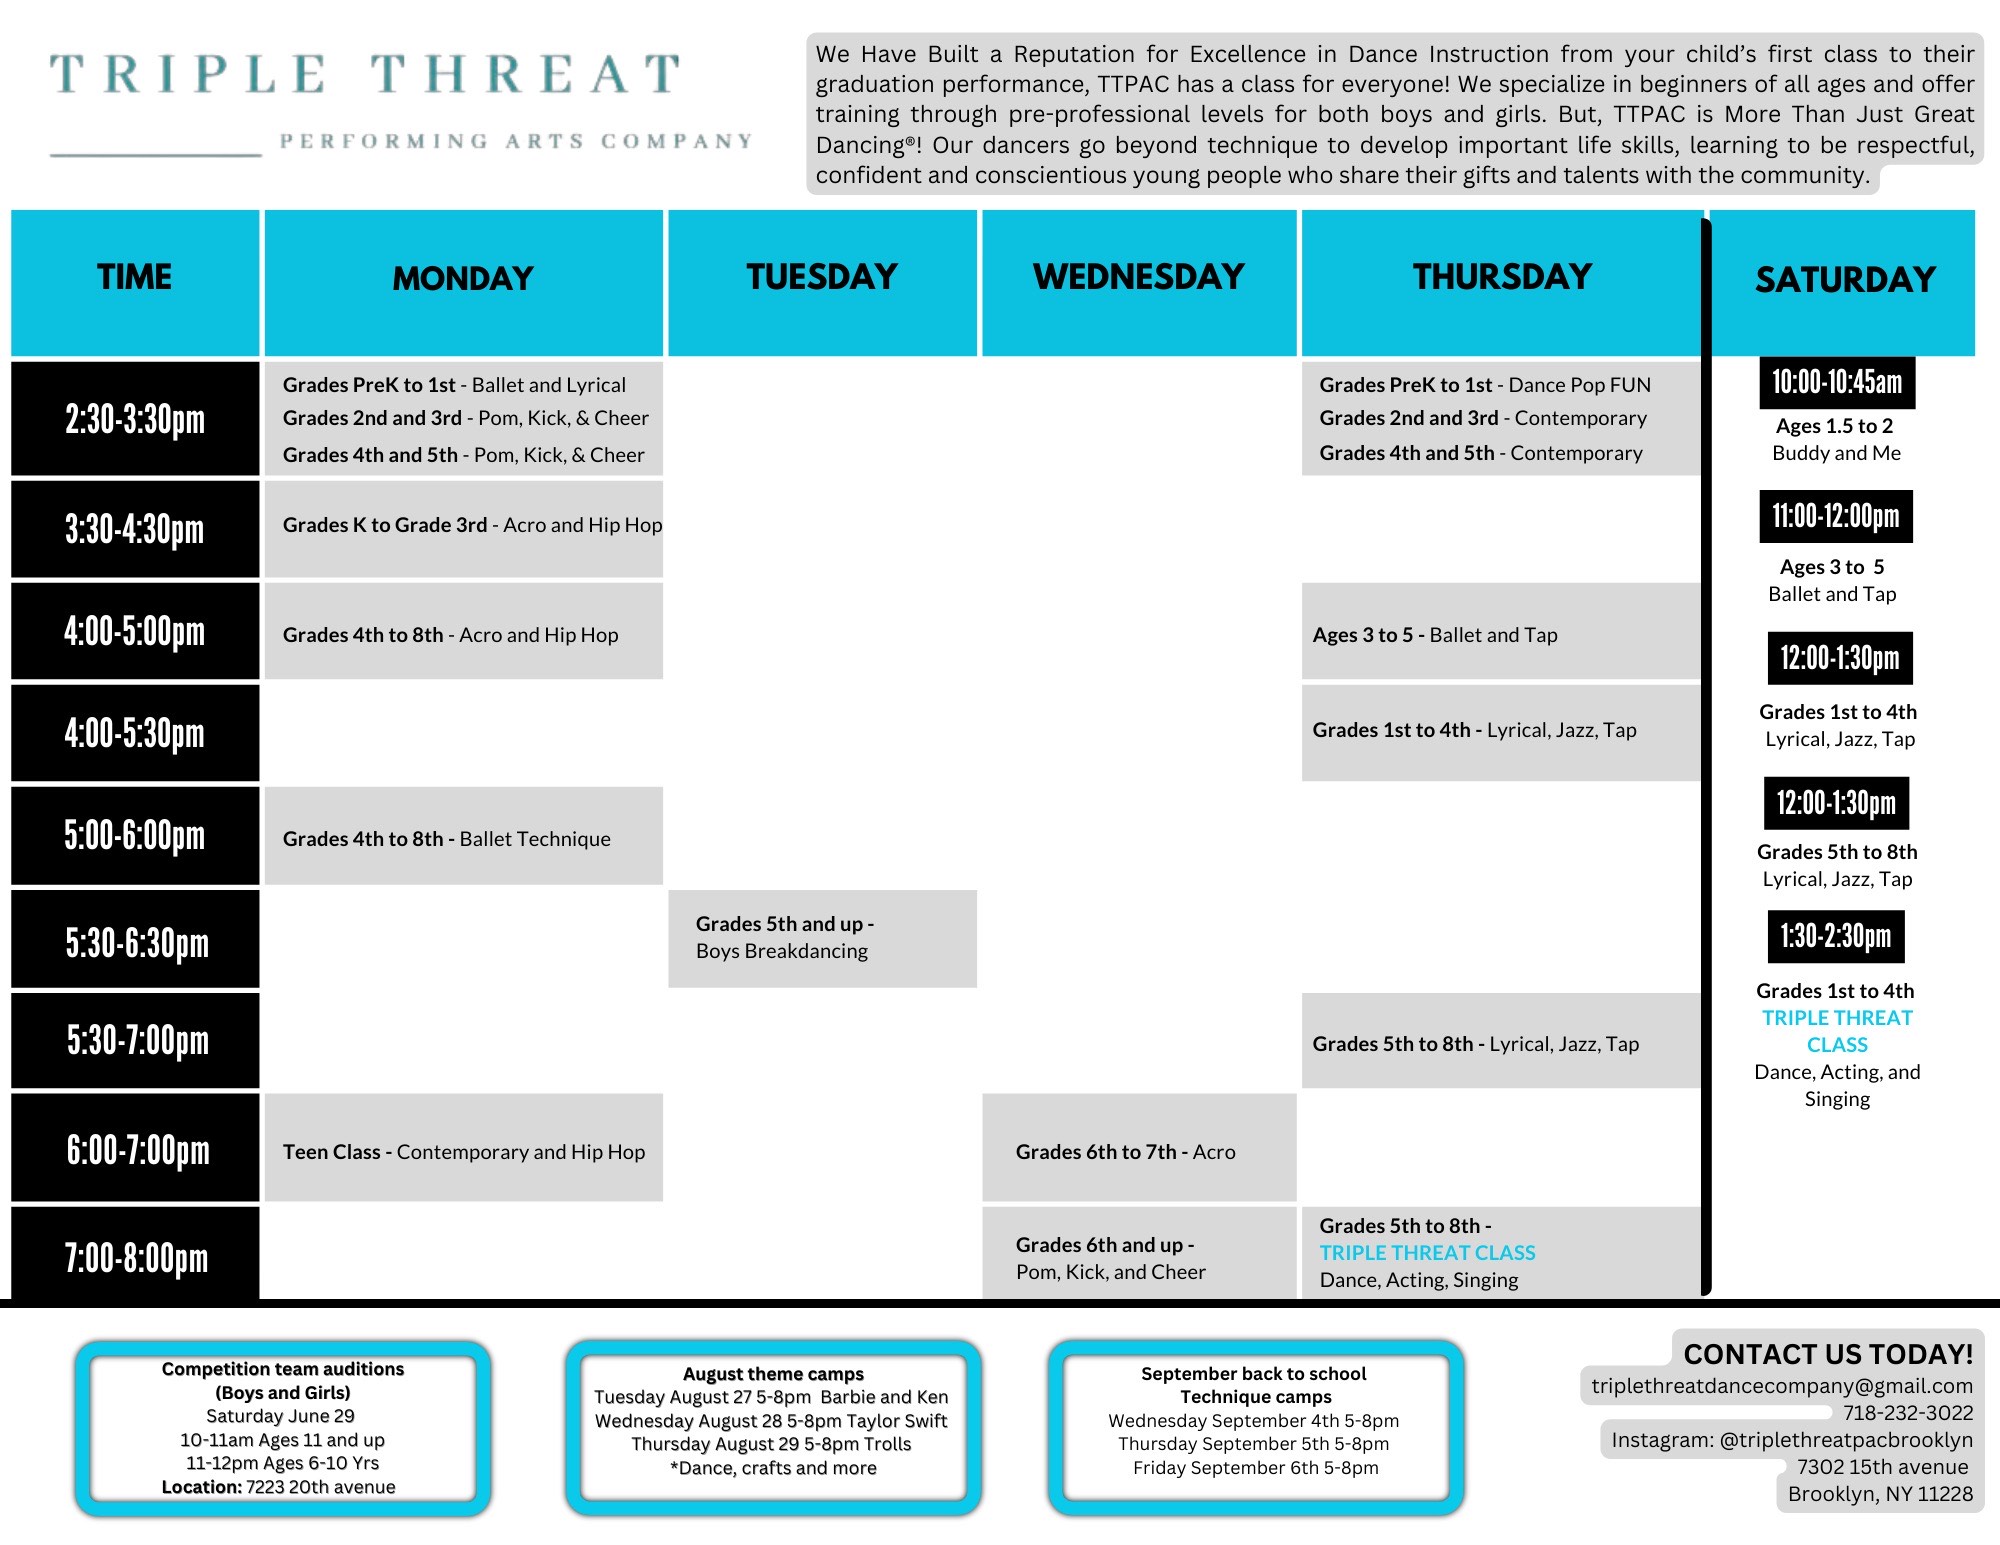 TRIPLE THREAT
PERFORMING ARTS COMPANY
We Have Built a Reputation for Excellence in Dance Instruction from your child’s first class to their
graduation performance, TTPAC has a class for everyone! We specialize in beginners of all ages and offer
training through pre-professional levels for both boys and girls. But, TTPAC is More Than Just Great
Dancing®! Our dancers go beyond technique to develop important life skills, learning to be respectful,
confident and conscientious young people who share their gifts and talents with the community.
TIME
MONDAY
TUESDAY
WEDNESDAY
THURSDAY
SATURDAY
2:30-3:30pm
Grades PreK to 1st - Ballet and Lyrical
Grades 2nd and 3rd - Pom, Kick, & Cheer
Grades 4th and 5th - Pom, Kick, & Cheer
Grades PreK to 1st - Dance Pop FUN
Grades 2nd and 3rd - Contemporary
Grades 4th and 5th - Contemporary
3:30-4:30pm
Grades K to Grade 3rd - Acro and Hip Hop
4:00-5:00pm
Grades 4th to 8th - Acro and Hip Hop
Ages 3 to 5 - Ballet and Tap
4:00-5:30pm
Grades 1st to 4th - Lyrical, Jazz, Tap
5:00-6:00pm
Grades 4th to 8th - Ballet Technique
5:30-6:30pm
Grades 5th and up -
Boys Breakdancing
5:30-7:00pm
Grades 5th to 8th - Lyrical, Jazz, Tap
6:00-7:00pm
Teen Class - Contemporary and Hip Hop
Grades 6th to 7th - Acro
7:00-8:00pm
Grades 6th and up -
Pom, Kick, and Cheer
Grades 5th to 8th -
TRIPLE THREAT CLASS
Dance, Acting, Singing
10:00-10:45am
Ages 1.5 to 2
Buddy and Me
11:00-12:00pm
Ages 3 to 5
Ballet and Tap
12:00-1:30pm
Grades 1st to 4th
Lyrical, Jazz, Tap
12:00-1:30pm
Grades 5th to 8th
Lyrical, Jazz, Tap
1:30-2:30pm
Grades 1st to 4th
TRIPLE THREAT
CLASS
Dance, Acting, and
Singing
Competition team auditions
(Boys and Girls)
Saturday June 29
10-11am Ages 11 and up
11-12pm Ages 6-10 Yrs
Location: 7223 20th avenue
August theme camps
Tuesday August 27 5-8pm Barbie and Ken
Wednesday August 28 5-8pm Taylor Swift
Thursday August 29 5-8pm Trolls
*Dance, crafts and more
September back to school
Technique camps
Wednesday September 4th 5-8pm
Thursday September 5th 5-8pm
Friday September 6th 5-8pm
CONTACT US TODAY!
triplethreatdancecompany@gmail.com
718-232-3022
Instagram: @triplethreatpacbrooklyn
7302 15th avenue
Brooklyn, NY 11228